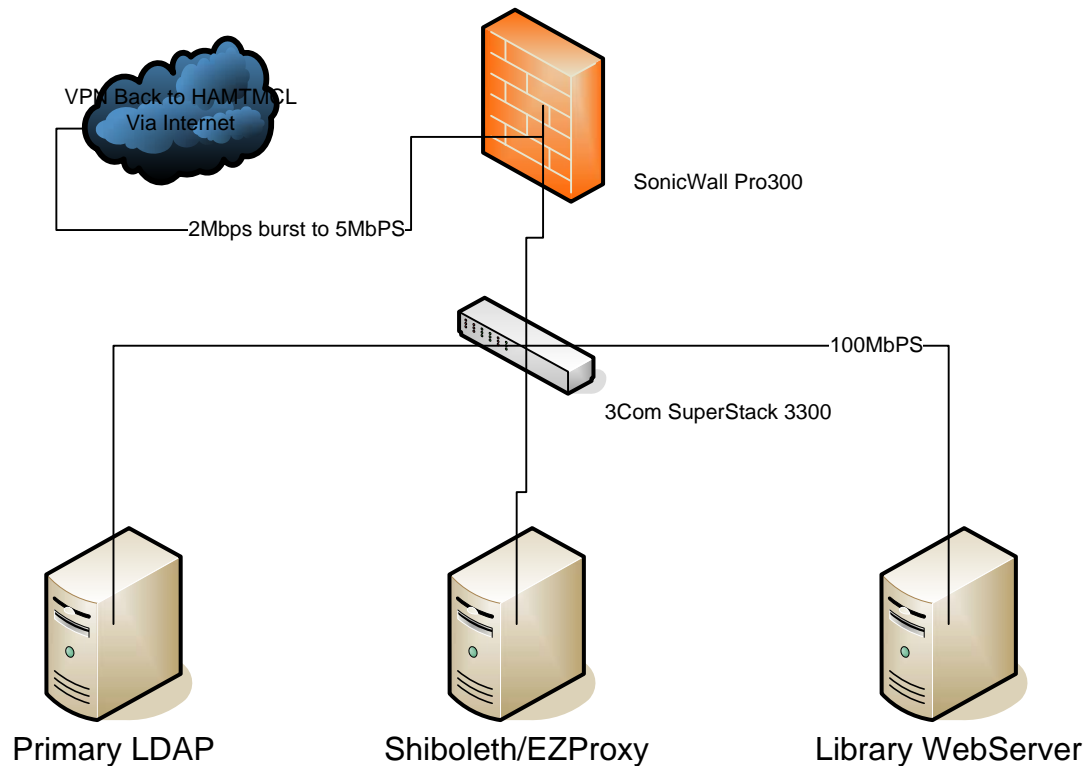 VPN Back to HAMTMCL
Via Internet
SonicWall Pro300
2Mbps burst to 5MbPS
100MbPS
3Com SuperStack 3300
Primary LDAP
Shiboleth/EZProxy
Library WebServer